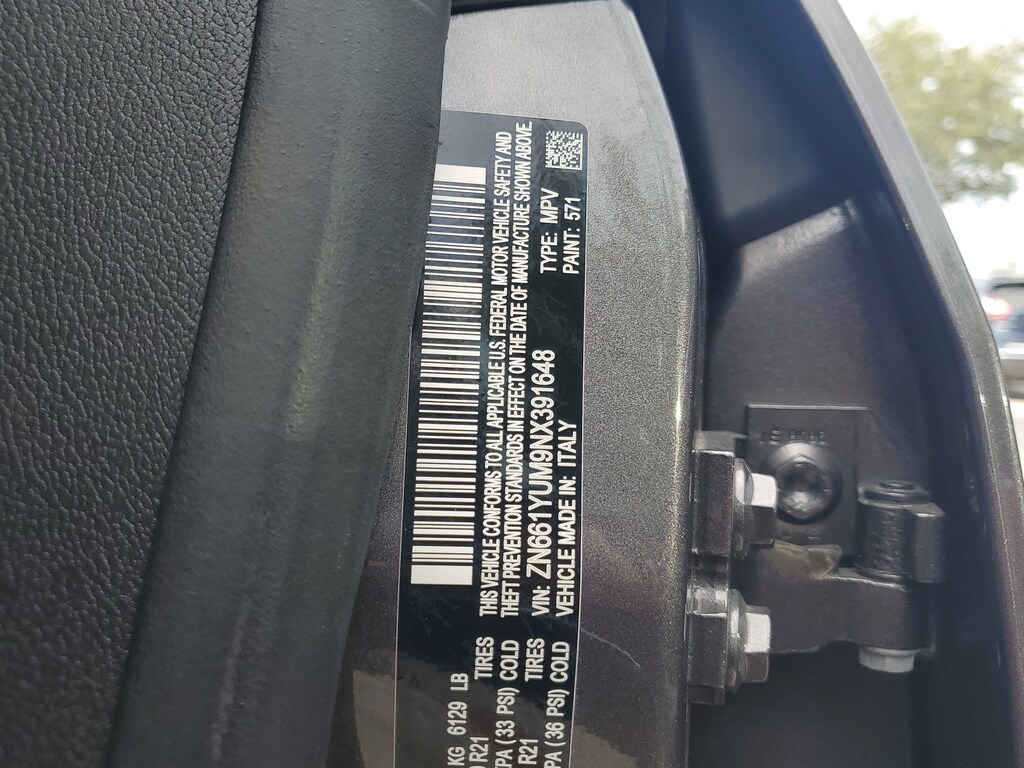 KG 6129 LB
R21 TIRES
PA ( 33 PSI) COLD
R21 TIRES
PA ( 36 PSI) COLD
THIS VEHICLE CONFORMS TO ALL APPLICABLE U.S. FEDERAL MOTOR VEHICLE SAFETY AND
THEFT PREVENTION STANDARDS IN EFFECT ON THE DATE OF MANUFACTURE SHOWN ABOVE.
VIN: ZN661YUM9NX391648 TYPE: MPV
VEHICLE MADE IN: ITALY PAINT: 571